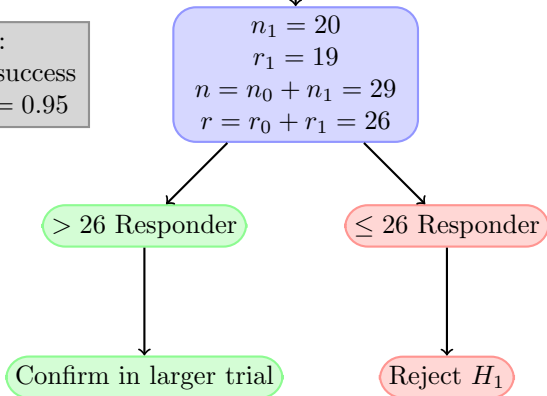 :
success
= 0.95
n₁ = 20
r₁ = 19
n = n₀ + n₁ = 29
r = r₀ + r₁ = 26
> 26 Responder
≤ 26 Responder
Confirm in larger trial
Reject H₁